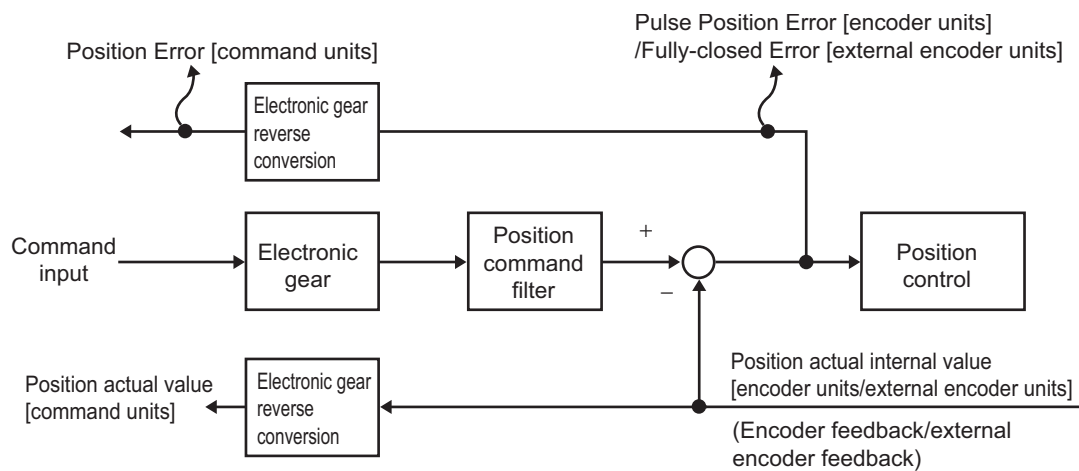 Pulse Position Error [encoder units]
/Fully-closed Error [external encoder units]
Position Error [command units]
Electronic gear
reverse
conversion
Command
input
Electronic
gear
Position
command
filter
+
−
Position
control
Position actual value
[command units]
Electronic gear
reverse
conversion
Position actual internal value
[encoder units/external encoder units]
(Encoder feedback/external
encoder feedback)